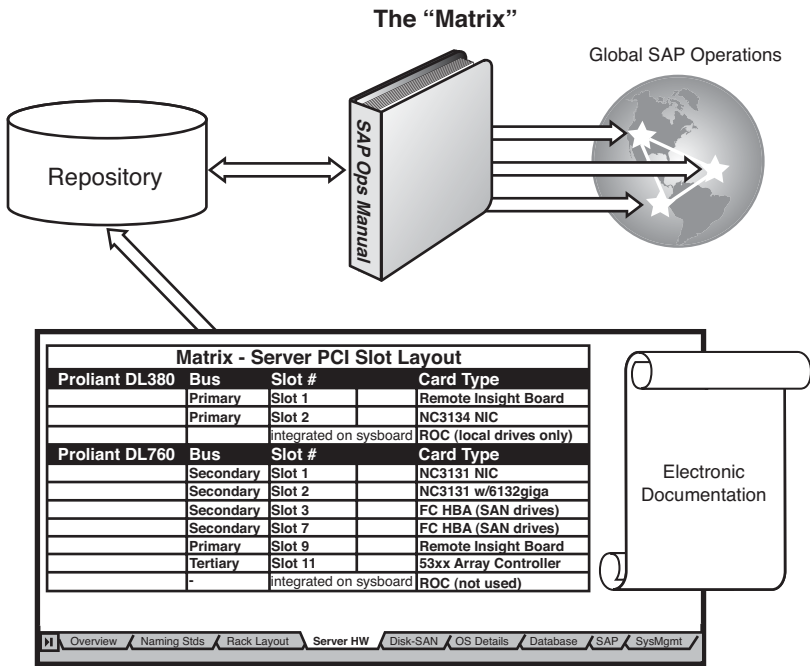 The “Matrix”
Global SAP Operations
Repository
SAP Ops Manual
Matrix - Server PCI Slot Layout
Proliant DL380 Bus Slot # Card Type
Primary Slot 1 Remote Insight Board
Primary Slot 2 NC3134 NIC
integrated on sysboard ROC (local drives only)
Proliant DL760 Bus Slot # Card Type
Secondary Slot 1 NC3131 NIC
Secondary Slot 2 NC3131 w/6132giga
Secondary Slot 3 FC HBA (SAN drives)
Secondary Slot 7 FC HBA (SAN drives)
Primary Slot 9 Remote Insight Board
Tertiary Slot 11 53xx Array Controller
- integrated on sysboard ROC (not used)
Electronic
Documentation
Overview Naming Stds Rack Layout Server HW Disk-SAN OS Details Database SAP SysMgmt